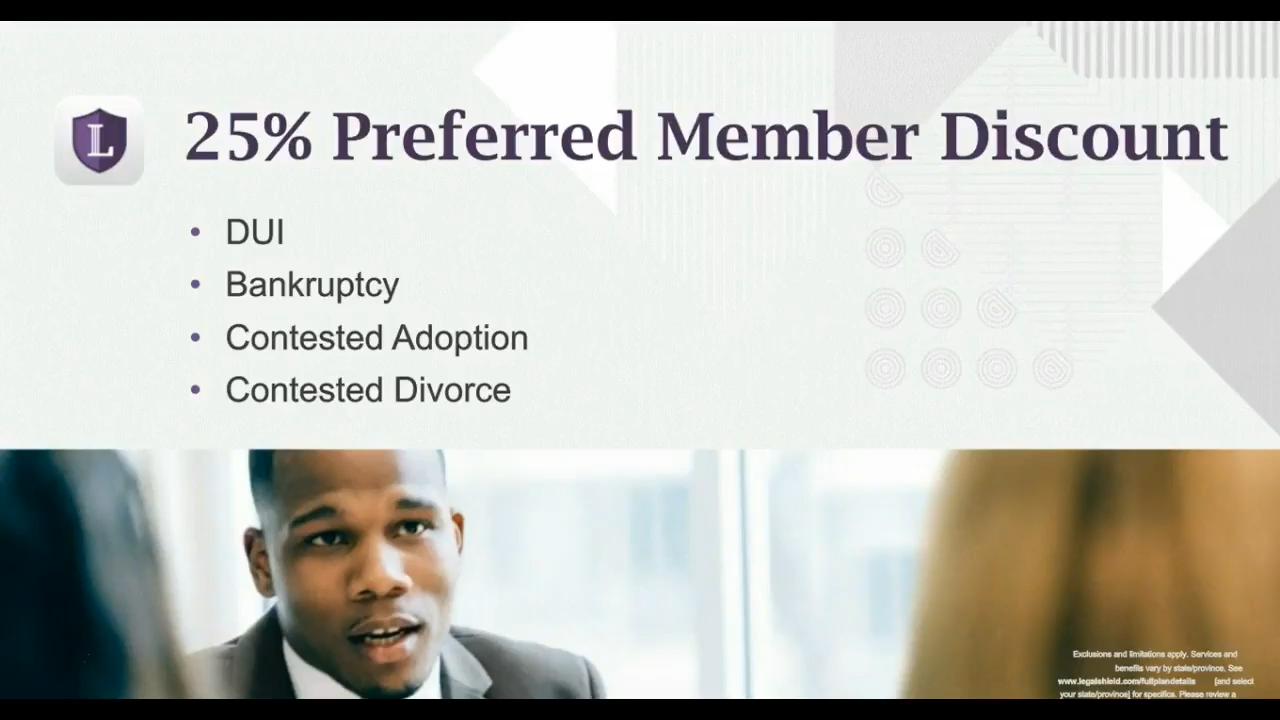 L
25% Preferred Member Discount
• DUI
• Bankruptcy
• Contested Adoption
• Contested Divorce
Exclusions and limitations apply. Services and
benefits vary by state/province. See
www.legalshield.com/fullplandetails [and select
your state/province] for specifics. Please review a